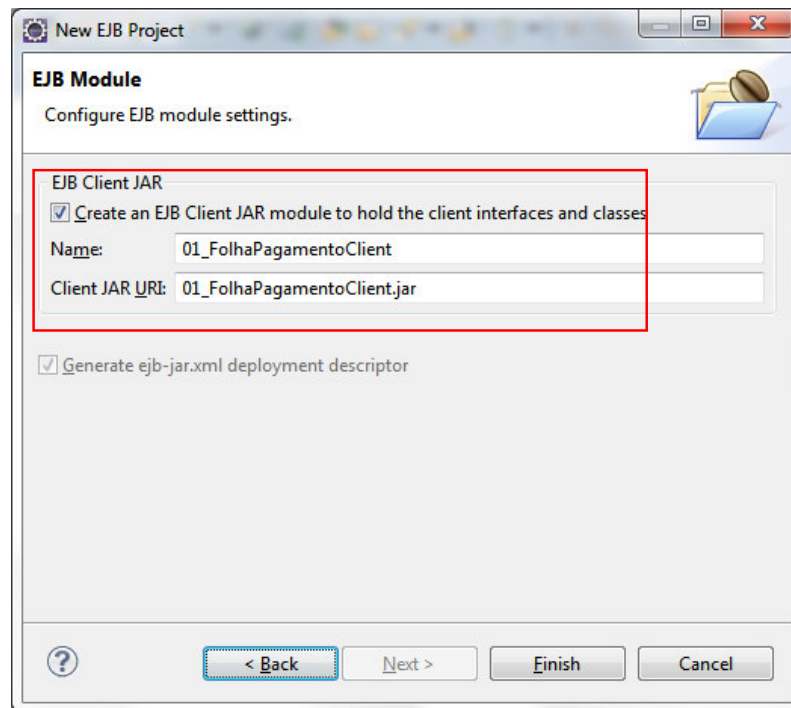 New EJB Project
EJB Module
Configure EJB module settings.
EJB Client JAR
Create an EJB Client JAR module to hold the client interfaces and classes
Name: 01_FolhaPagamentoClient
Client JAR URI: 01_FolhaPagamentoClient.jar
Generate ejb-jar.xml deployment descriptor
? < Back Next > Finish Cancel